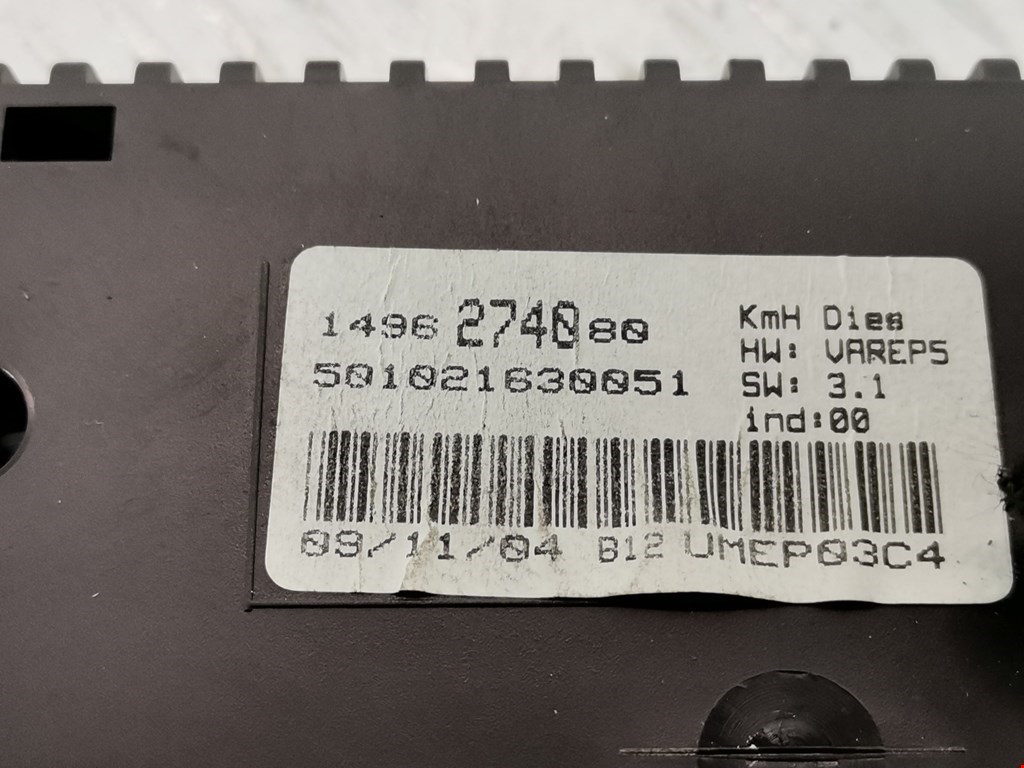 1496 2740 80
501021630051
KmH Dies
HW: VAREP5
SW: 3.1
ind:00
09/11/04 B12 UMEP03C4